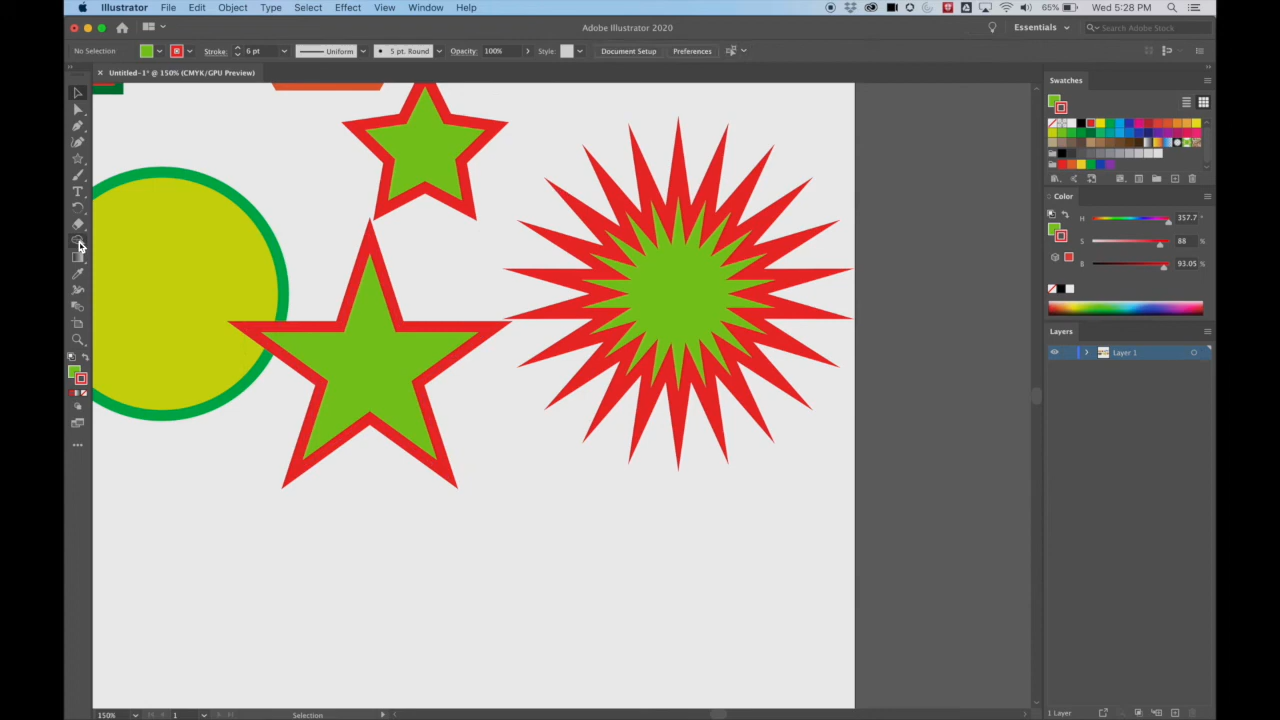 Illustrator File Edit Object Type Select Effect View Window Help 65% Wed 5:28 PM
Adobe Illustrator 2020 Essentials Search Adobe Stock
No Selection Stroke: 6 pt Uniform 5 pt. Round Opacity: 100% Style: Document Setup Preferences
× Untitled-1* @ 150% (CMYK/GPU Preview)
Swatches
Color
H 357.7 °
S 88 %
B 93.05 %
Layers
Layer 1
150% 1 Selection 1 Layer